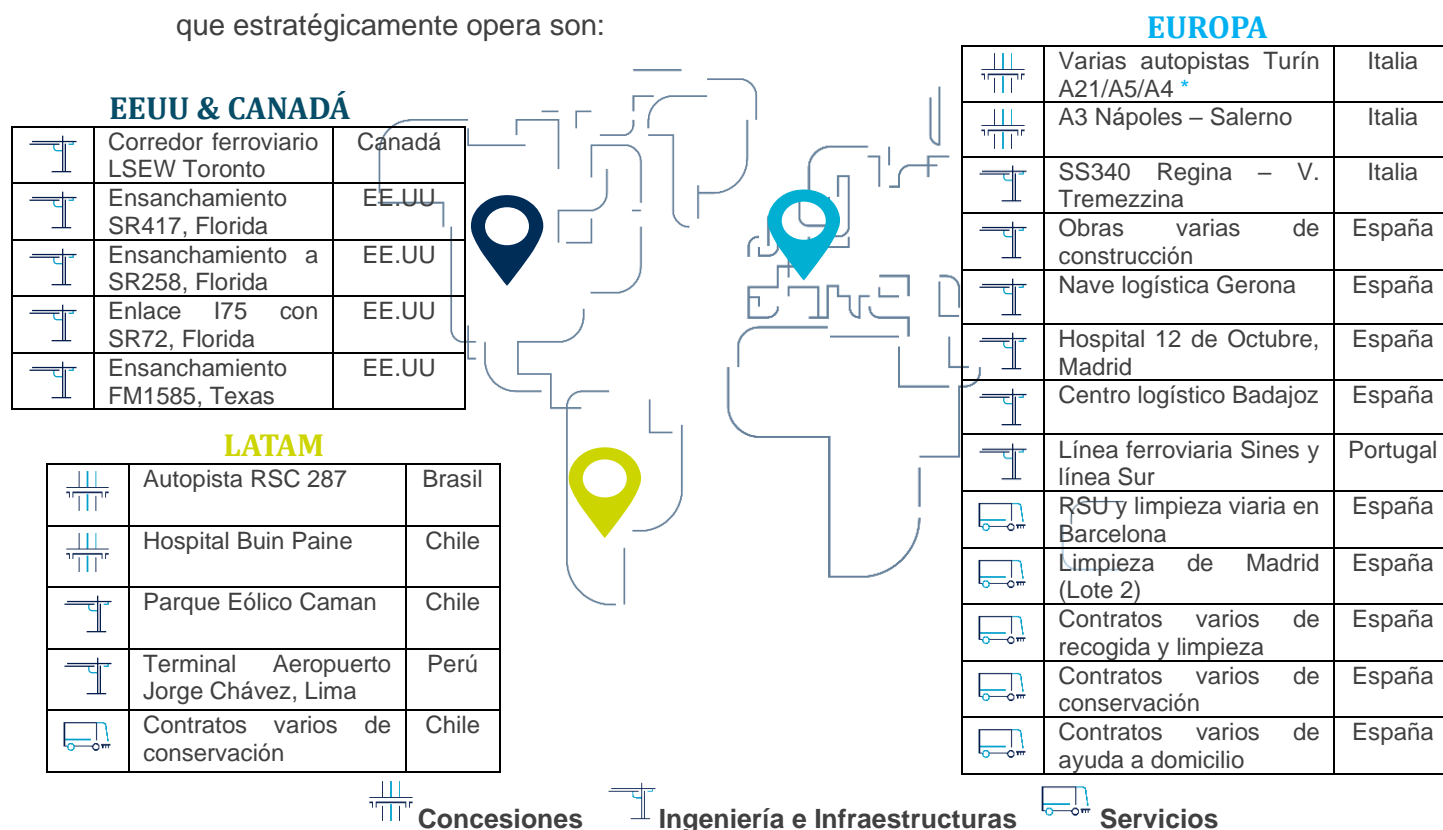 que estratégicamente opera son:
EEUU & CANADÁ
Corredor ferroviario Canadá
LSEW Toronto
Ensanchamiento EE.UU
SR417, Florida
Ensanchamiento a EE.UU
SR258, Florida
Enlace I75 con EE.UU
SR72, Florida
Ensanchamiento EE.UU
FM1585, Texas
LATAM
Autopista RSC 287 Brasil
Hospital Buin Paine Chile
Parque Eólico Caman Chile
Terminal Aeropuerto Perú
Jorge Chávez, Lima
Contratos varios de Chile
conservación
EUROPA
Varias autopistas Turín Italia
A21/A5/A4 *
A3 Nápoles – Salerno Italia
SS340 Regina – V. Italia
Tremezzina
Obras varias de España
construcción
Nave logística Gerona España
Hospital 12 de Octubre, España
Madrid
Centro logístico Badajoz España
Línea ferroviaria Sines y Portugal
línea Sur
RSU y limpieza viaria en España
Barcelona
Limpieza de Madrid España
(Lote 2)
Contratos varios de España
recogida y limpieza
Contratos varios de España
conservación
Contratos varios de España
ayuda a domicilio
Concesiones Ingeniería e Infraestructuras Servicios